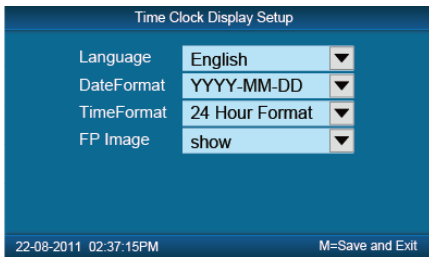 Time Clock Display Setup
Language English
DateFormat YYYY-MM-DD
TimeFormat 24 Hour Format
FP Image show
22-08-2011 02:37:15PM M=Save and Exit